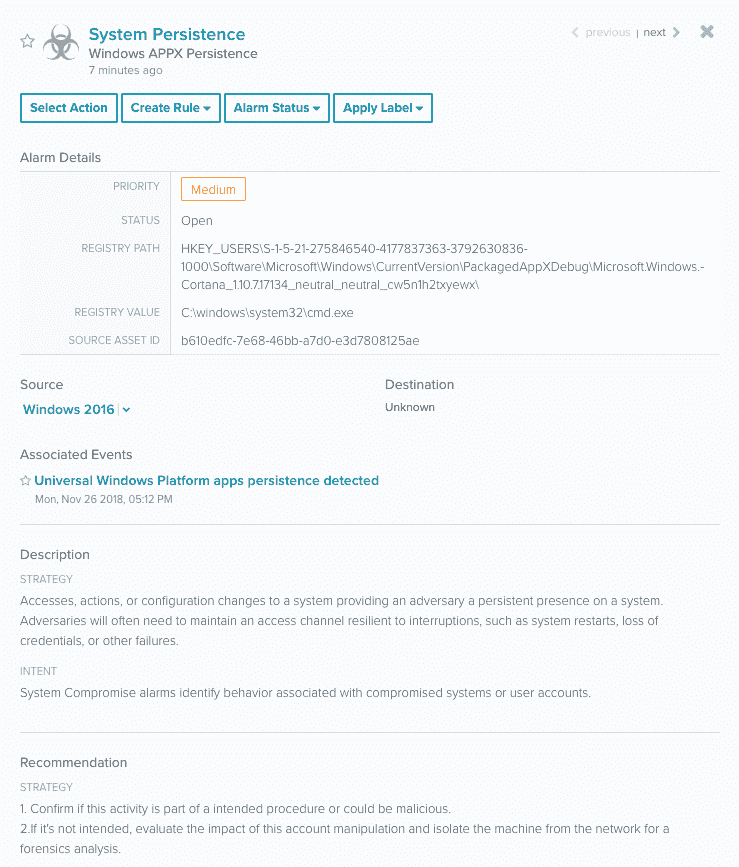 System Persistence
previous | next
Windows APPX Persistence
7 minutes ago
Select Action
Create Rule
Alarm Status
Apply Label
Alarm Details
PRIORITY Medium
STATUS Open
REGISTRY PATH HKEY_USERS\S-1-5-21-275846540-4177837363-3792630836-
1000\Software\Microsoft\Windows\CurrentVersion\PackagedAppXDebug\Microsoft.Windows.-
Cortana_1.10.7.17134_neutral_neutral_cw5n1h2txyewx\
REGISTRY VALUE C:\windows\system32\cmd.exe
SOURCE ASSET ID b610edfc-7e68-46bb-a7d0-e3d7808125ae
Source
Windows 2016
Destination
Unknown
Associated Events
Universal Windows Platform apps persistence detected
Mon, Nov 26 2018, 05:12 PM
Description
STRATEGY
Accesses, actions, or configuration changes to a system providing an adversary a persistent presence on a system.
Adversaries will often need to maintain an access channel resilient to interruptions, such as system restarts, loss of
credentials, or other failures.
INTENT
System Compromise alarms identify behavior associated with compromised systems or user accounts.
Recommendation
STRATEGY
1. Confirm if this activity is part of a intended procedure or could be malicious.
2.If it's not intended, evaluate the impact of this account manipulation and isolate the machine from the network for a
forensics analysis.